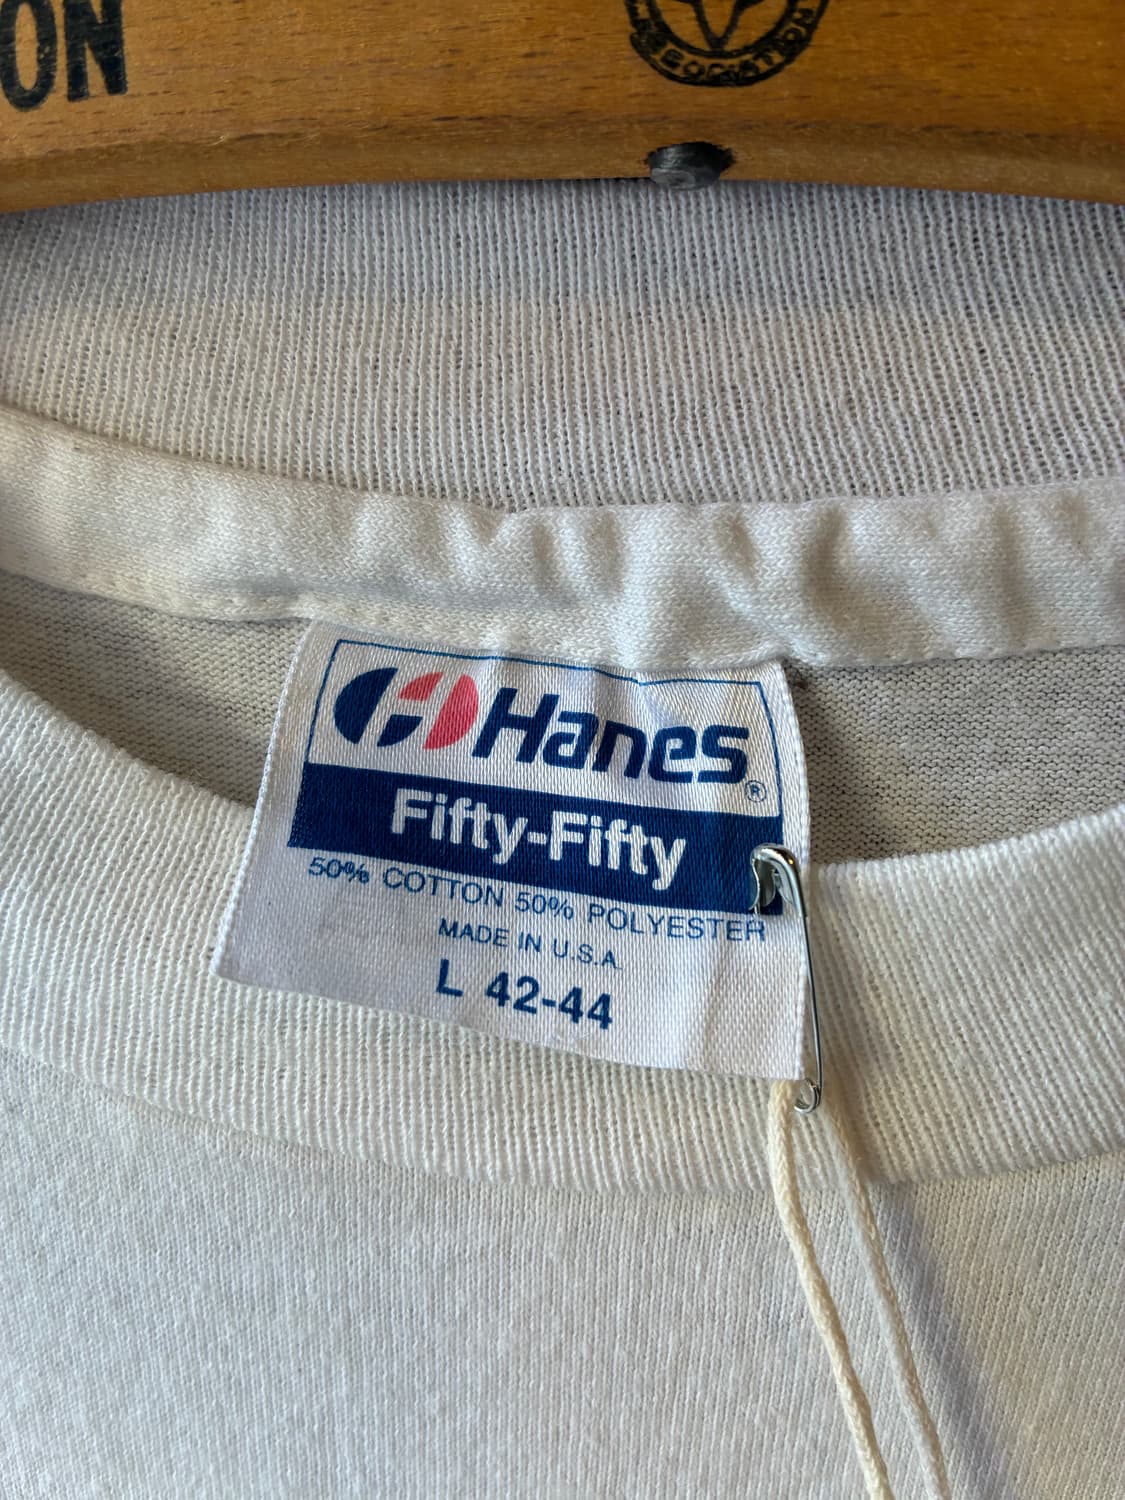 ON
Hanes®
Fifty-Fifty
50% COTTON 50% POLYESTER
MADE IN U.S.A.
L 42-44